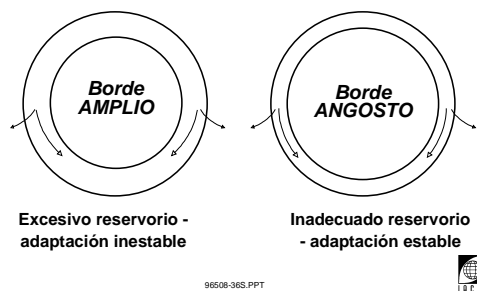 Borde
AMPLIO
Borde
ANGOSTO
Excesivo reservorio -
adaptación inestable
Inadecuado reservorio
- adaptación estable
96508-36S.PPT